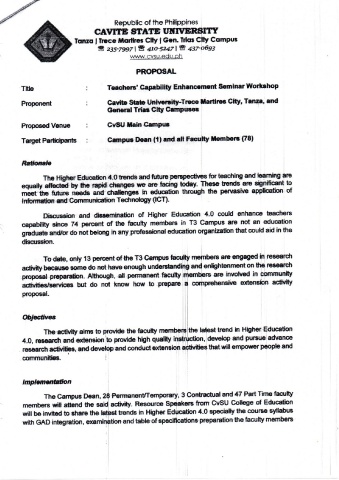 Republic of the Philippines
CAVITE STATE UNIVERSITY
Tanza | Trece Martires City | Gen. Trias City Campus
☎ 235-7997 | ☎ 410-5247 | ☎ 437-0693
www.cvsu.edu.ph
PROPOSAL
Title : Teachers' Capability Enhancement Seminar Workshop
Proponent : Cavite State University-Trece Martires City, Tanza, and
General Trias City Campuses
Proposed Venue : CvSU Main Campus
Target Participants : Campus Dean (1) and all Faculty Members (78)
Rationale
The Higher Education 4.0 trends and future perspectives for teaching and learning are
equally affected by the rapid changes we are facing today. These trends are significant to
meet the future needs and challenges in education through the pervasive application of
Information and Communication Technology (ICT).
Discussion and dissemination of Higher Education 4.0 could enhance teachers
capability since 74 percent of the faculty members in T3 Campus are not an education
graduate and/or do not belong in any professional education organization that could aid in the
discussion.
To date, only 13 percent of the T3 Campus faculty members are engaged in research
activity because some do not have enough understanding and enlightenment on the research
proposal preparation. Although, all permanent faculty members are involved in community
activities/services but do not know how to prepare a comprehensive extension activity
proposal.
Objectives
The activity aims to provide the faculty members the latest trend in Higher Education
4.0, research and extension to provide high quality instruction, develop and pursue advance
research activities, and develop and conduct extension activities that will empower people and
communities.
Implementation
The Campus Dean, 28 Permanent/Temporary, 3 Contractual and 47 Part Time faculty
members will attend the said activity. Resource Speakers from CvSU College of Education
will be invited to share the latest trends in Higher Education 4.0 specially the course syllabus
with GAD integration, examination and table of specifications preparation the faculty members